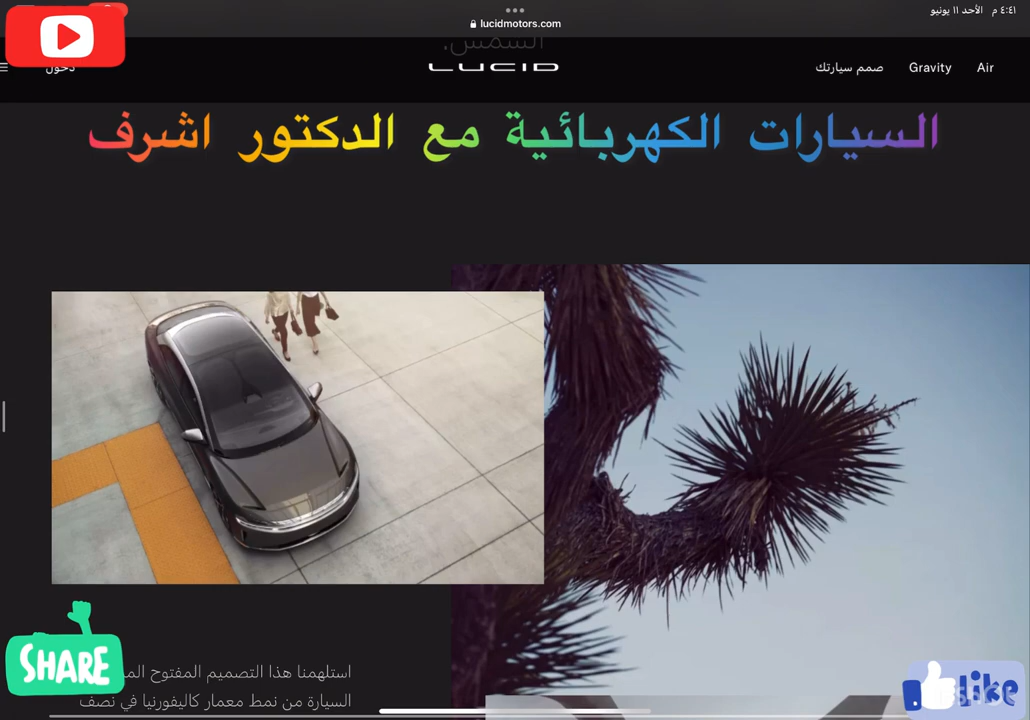 ٤:٤١ م الأحد ١١ يونيو
lucidmotors.com
الشمس.
Air Gravity صمم سيارتك
LUCID
دخول
السيارات الكهربائية مع الدكتور اشرف
استلهمنا هذا التصميم المفتوح
السيارة من نمط معمار كاليفورنيا في نصف
SHARE
like